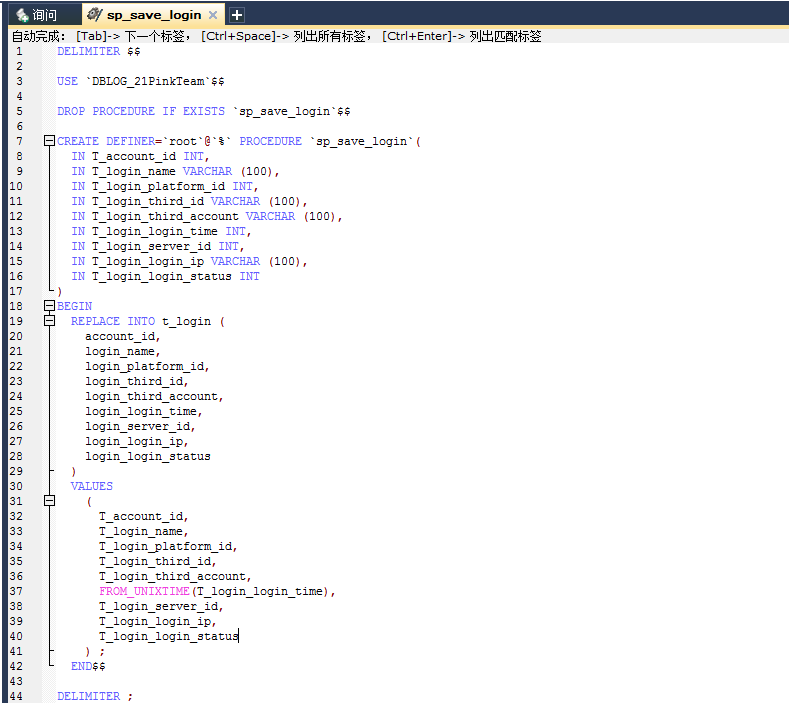 询问 sp_save_login
自动完成： [Tab]-> 下一个标签， [Ctrl+Space]-> 列出所有标签， [Ctrl+Enter]-> 列出匹配标签
1 DELIMITER $$
2
3 USE `DBLOG_21PinkTeam`$$
4
5 DROP PROCEDURE IF EXISTS `sp_save_login`$$
6
7 CREATE DEFINER=`root`@`%` PROCEDURE `sp_save_login`(
8 IN T_account_id INT,
9 IN T_login_name VARCHAR (100),
10 IN T_login_platform_id INT,
11 IN T_login_third_id VARCHAR (100),
12 IN T_login_third_account VARCHAR (100),
13 IN T_login_login_time INT,
14 IN T_login_server_id INT,
15 IN T_login_login_ip VARCHAR (100),
16 IN T_login_login_status INT
17 )
18 BEGIN
19 REPLACE INTO t_login (
20 account_id,
21 login_name,
22 login_platform_id,
23 login_third_id,
24 login_third_account,
25 login_login_time,
26 login_server_id,
27 login_login_ip,
28 login_login_status
29 )
30 VALUES
31 (
32 T_account_id,
33 T_login_name,
34 T_login_platform_id,
35 T_login_third_id,
36 T_login_third_account,
37 FROM_UNIXTIME(T_login_login_time),
38 T_login_server_id,
39 T_login_login_ip,
40 T_login_login_status
41 ) ;
42 END$$
43
44 DELIMITER ;